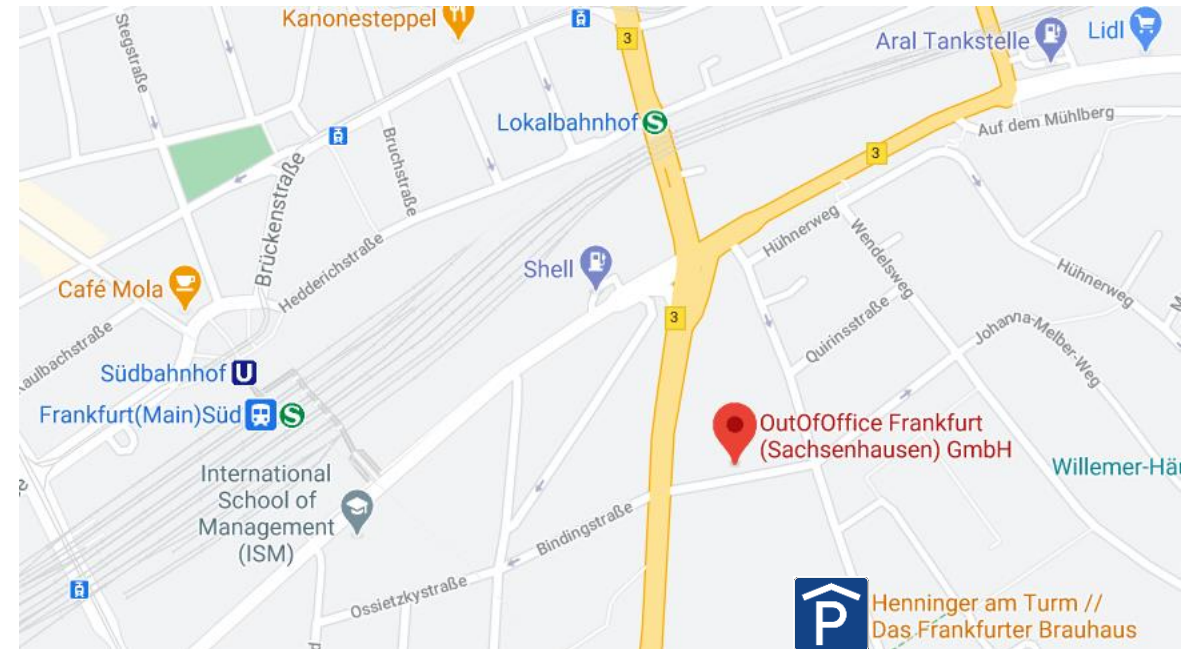 Kanonesteppel
Stegstraße
3
Aral Tankstelle
Lidl
Lokalbahnhof S
Bruchstraße
Auf dem Mühlberg
3
Brückenstraße
Hühnerweg
Wendelsweg
Hedderichstraße
Shell
Hühnerweg
Café Mola
3
Quirinsstraße
Johanna-Melber-Weg
Kaulbachstraße
Südbahnhof U
Frankfurt(Main)Süd S
OutOfOffice Frankfurt
(Sachsenhausen) GmbH
International
School of
Management
(ISM)
Willemer-Häu
Bindingstraße
Ossietzkystraße
P
Henninger am Turm //
Das Frankfurter Brauhaus